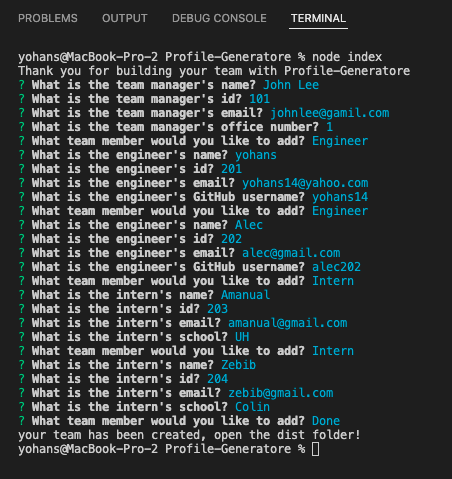 PROBLEMS OUTPUT DEBUG CONSOLE TERMINAL
yohans@MacBook-Pro-2 Profile-Generatore % node index
Thank you for building your team with Profile-Generatore
? What is the team manager's name? John Lee
? What is the team manager's id? 101
? What is the team manager's email? johnlee@gamil.com
? What is the team manager's office number? 1
? What team member would you like to add? Engineer
? What is the engineer's name? yohans
? What is the engineer's id? 201
? What is the engineer's email? yohans14@yahoo.com
? What is the engineer's GitHub username? yohans14
? What team member would you like to add? Engineer
? What is the engineer's name? Alec
? What is the engineer's id? 202
? What is the engineer's email? alec@gmail.com
? What is the engineer's GitHub username? alec202
? What team member would you like to add? Intern
? What is the intern's name? Amanual
? What is the intern's id? 203
? What is the intern's email? amanual@gmail.com
? What is the intern's school? UH
? What team member would you like to add? Intern
? What is the intern's name? Zebib
? What is the intern's id? 204
? What is the intern's email? zebib@gmail.com
? What is the intern's school? Colin
? What team member would you like to add? Done
your team has been created, open the dist folder!
yohans@MacBook-Pro-2 Profile-Generatore %